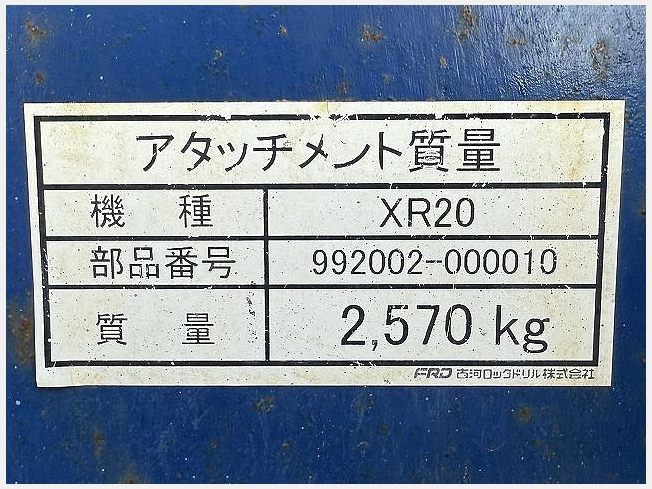 アタッチメント質量
機 種 XR20
部品番号 992002-000010
質 量 2,570 kg
FRD 古河ロックドリル株式会社